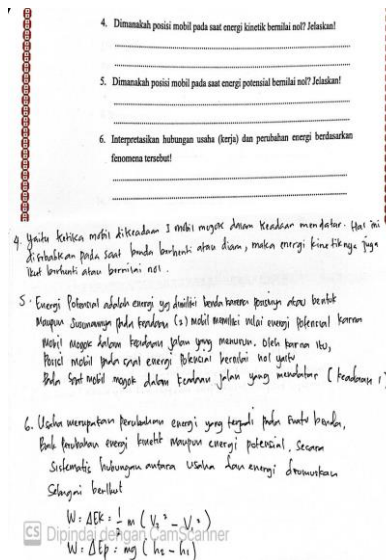 4. Dimanakah posisi mobil pada saat energi kinetik bernilai nol? Jelaskan!
5. Dimanakah posisi mobil pada saat energi potensial bernilai nol? Jelaskan!
6. Interpretasikan hubungan usaha (kerja) dan perubahan energi berdasarkan
fenomena tersebut!
4. Yaitu ketika mobil dikeadaan 1 mobil mogok dalam keadaan mendatar. Hal ini
disebabkan pada saat benda berhenti atau diam, maka energi kinetiknya juga
ikut berhenti atau bernilai nol.
5. Energi Potensial adalah energi yg dimiliki benda karena posisinya atau bentuk
maupun susunannya pada keadaan (2) mobil memiliki nilai energi potensial karna
mobil mogok dalam keadaan jalan yang menurun. Oleh karna itu,
Posisi mobil pada saat energi potensial bernilai nol yaitu
Pada saat mobil mogok dalam keadaan jalan yang mendatar (keadaan 1)
6. Usaha merupakan perubahan energi yang terjadi pada suatu benda,
Baik perubahan energi kinetik maupun energi potensial, secara
Sistematis hubungan antara usaha dan energi dirumuskan
Sebagai berikut
W = ΔEk = 1/2 m (V₂² - V₁²)
CS Dipindai dengan CamScanner
W = ΔEp = mg (h₂ - h₁)